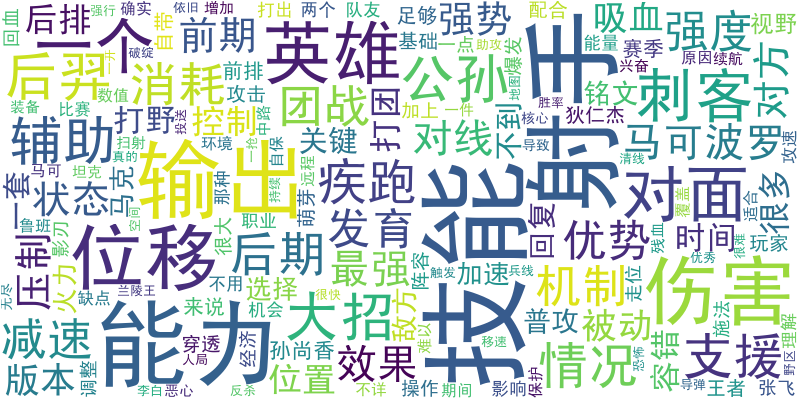 回血 强行 依旧 增加 打出 两个 队友 配合 吸血 能量 赛季 视野
后排 确实 自带 破绽 强势 足够 基础 一点 爆发
一个 前期 英雄 助攻 地图 兴奋 强度
后羿 消耗 前排 攻击 公孙 原因 续航 刺客 对方
装备 比赛 数值 团战 加上 一件 铭文
打野 控制 中路 打团 对线 不到 胜率 狄仁杰
辅助 投送 扫射 环境 一抢 自保 关键 核心 导致 马可波罗 攻速
真的 输出 技能 射手 清线
马可 坦克 持续 远程 疾跑 对面
一套 状态 马克 那种 萌芽 发育 回复 覆盖 适合 很多
空间 位移 优势 残血 时间 玩家
鲁班 影刃 很大 职业 后期 最强 阵容 触发 兵线 很难 优秀
压制 火力 无尽 缺点 兰陵王 不用 选择 很快 敌方 加速 机制 走位 伤害
能力 来说 机会 大招 难以 移速 普攻 被动 施法 理解
减速 穿透 人局 经济 孙尚香 效果 情况 容错 支援 恐怖 野区
版本 调整 李白 恶心 反杀 位置 不详 操作 期间 影响 保护 导弹 王者 张飞